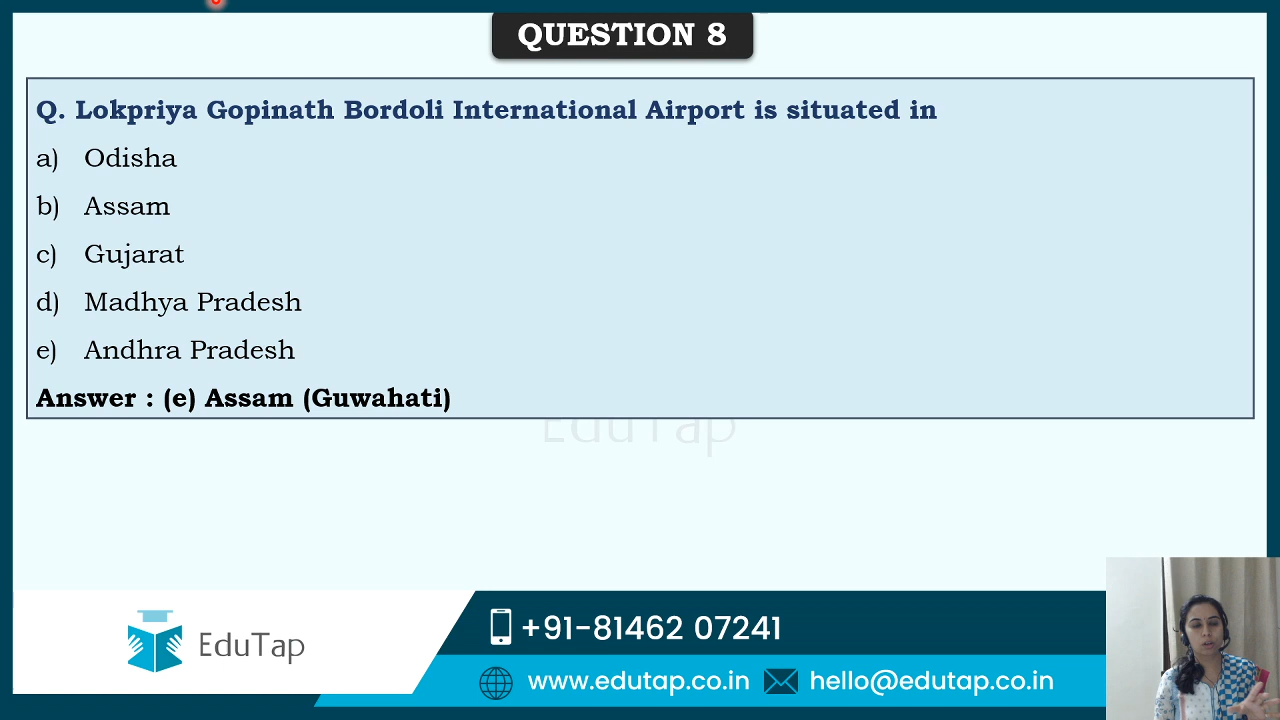 QUESTION 8
Q. Lokpriya Gopinath Bordoli International Airport is situated in
a) Odisha
b) Assam
c) Gujarat
d) Madhya Pradesh
e) Andhra Pradesh
Answer : (e) Assam (Guwahati)
EduTap
EduTap
+91-81462 07241
www.edutap.co.in
hello@edutap.co.in